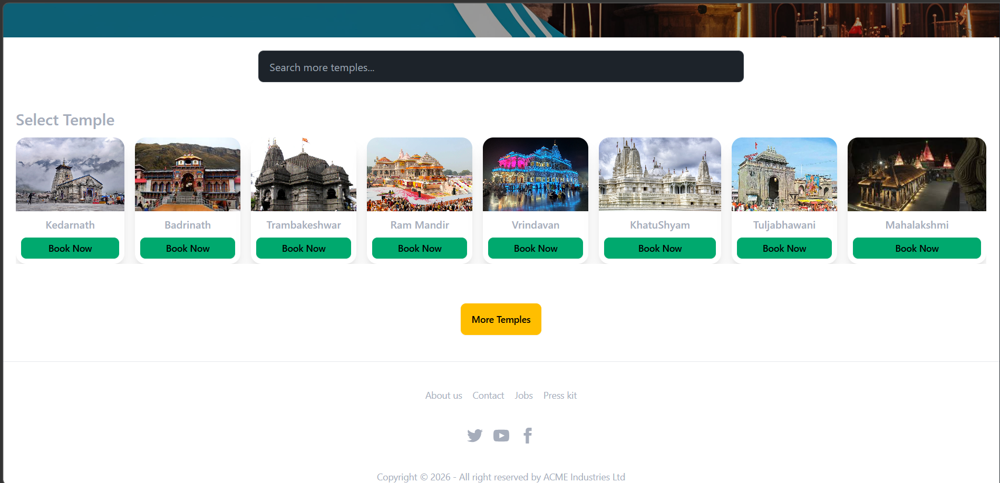 Search more temples...
Select Temple
Kedarnath
Book Now
Badrinath
Book Now
Trambakeshwar
Book Now
Ram Mandir
Book Now
Vrindavan
Book Now
KhatuShyam
Book Now
Tuljabhawani
Book Now
Mahalakshmi
Book Now
More Temples
About us Contact Jobs Press kit
Copyright © 2026 - All right reserved by ACME Industries Ltd